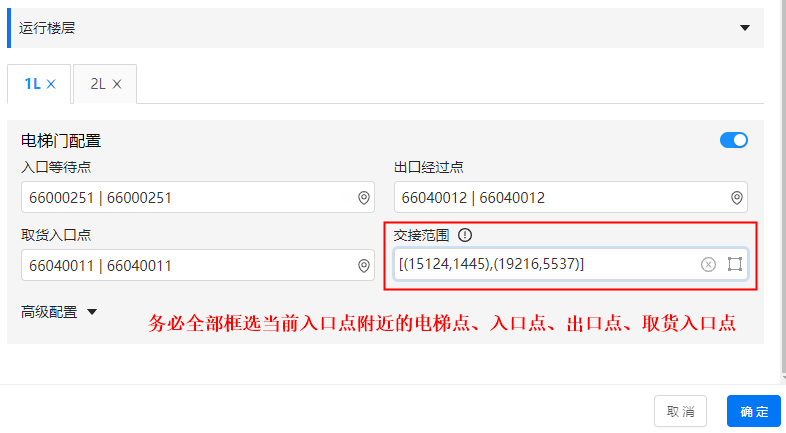 运行楼层
1L 2L
电梯门配置
入口等待点 出口经过点
66000251 | 66000251 66040012 | 66040012
取货入口点 交接范围
66040011 | 66040011 [(15124,1445),(19216,5537)]
高级配置
务必全部框选当前入口点附近的电梯点、入口点、出口点、取货入口点
取消 确定